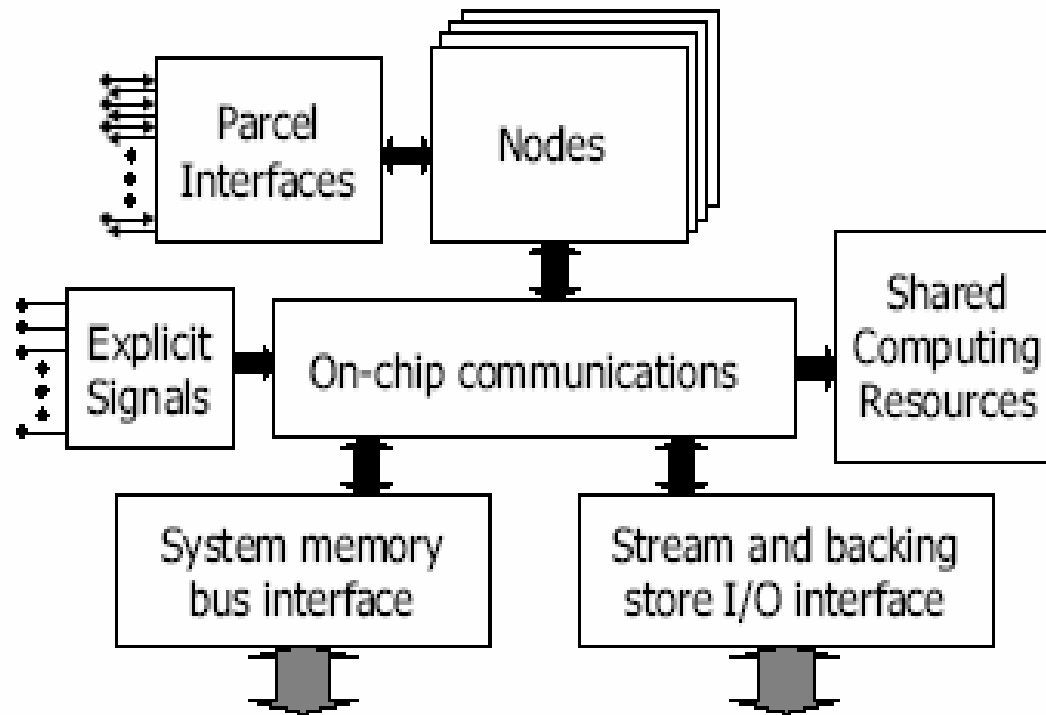 Parcel
Interfaces
Nodes
Explicit
Signals
On-chip communications
Shared
Computing
Resources
System memory
bus interface
Stream and backing
store I/O interface